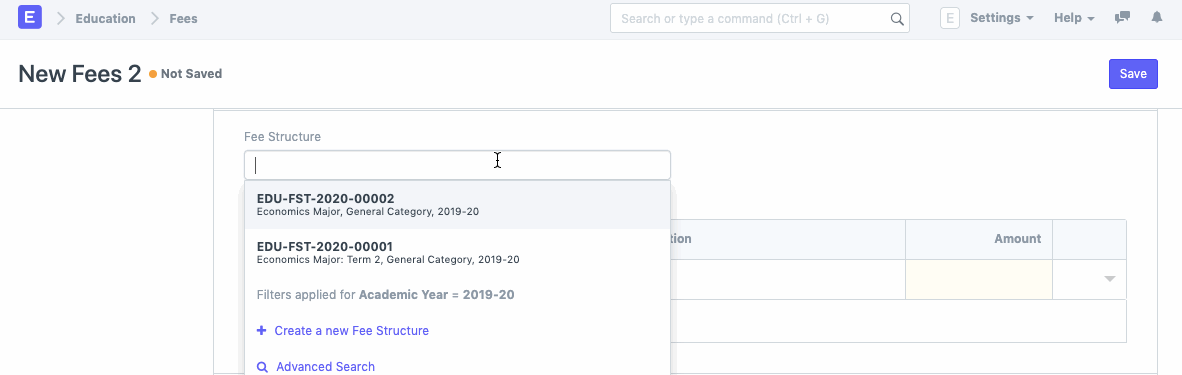 E Education Fees Search or type a command (Ctrl + G) E Settings Help
New Fees 2 Not Saved Save
Fee Structure
EDU-FST-2020-00002
Economics Major, General Category, 2019-20
tion Amount
EDU-FST-2020-00001
Economics Major: Term 2, General Category, 2019-20
Filters applied for Academic Year = 2019-20
Create a new Fee Structure
Advanced Search